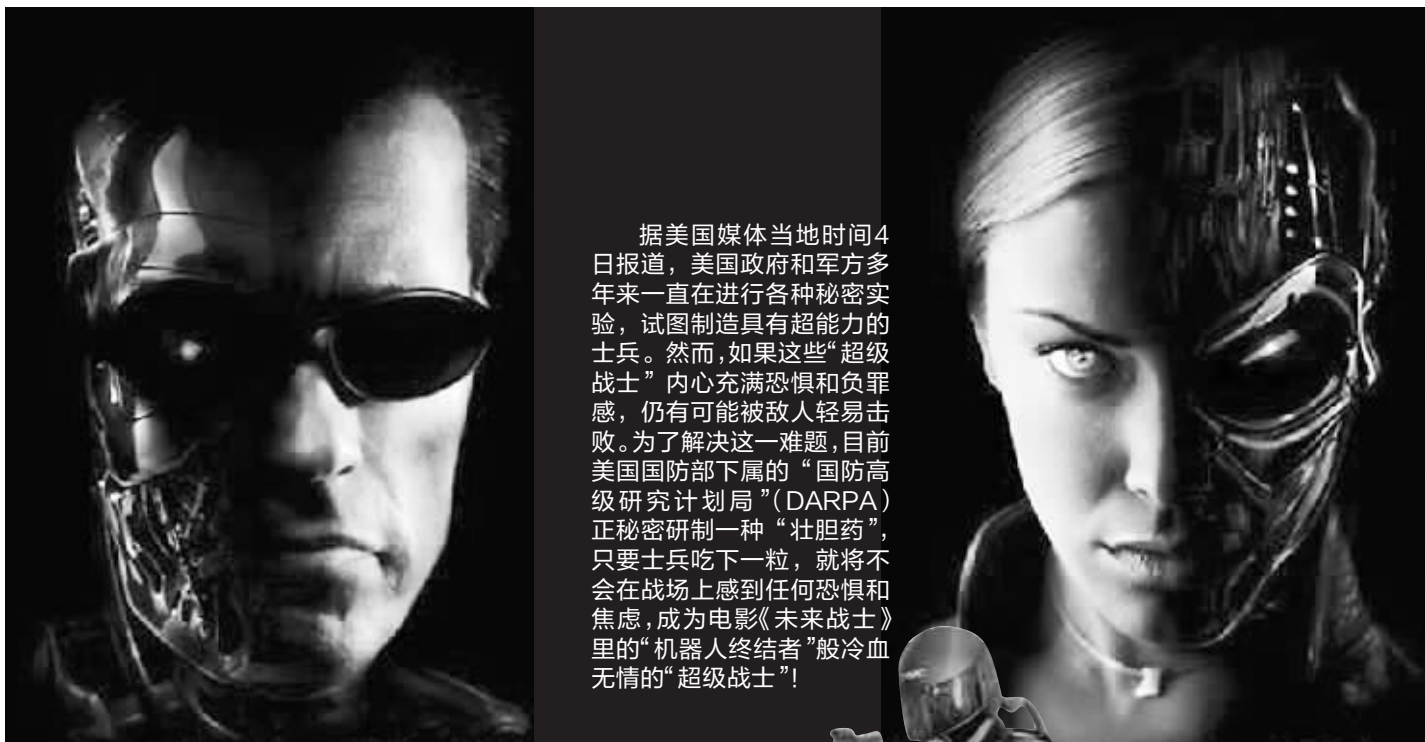 据美国媒体当地时间4
日报道，美国政府和军方多
年来一直在进行各种秘密实
验，试图制造具有超能力的
士兵。然而，如果这些“超级
战士”内心充满恐惧和负罪
感，仍有可能被敌人轻易击
败。为了解决这一难题，目前
美国国防部下属的“国防高
级研究计划局”（DARPA）
正秘密研制一种“壮胆药”，
只要士兵吃下一粒，就将不
会在战场上感到任何恐惧和
焦虑，成为电影《未来战士》
里的“机器人终结者”般冷血
无情的“超级战士”！